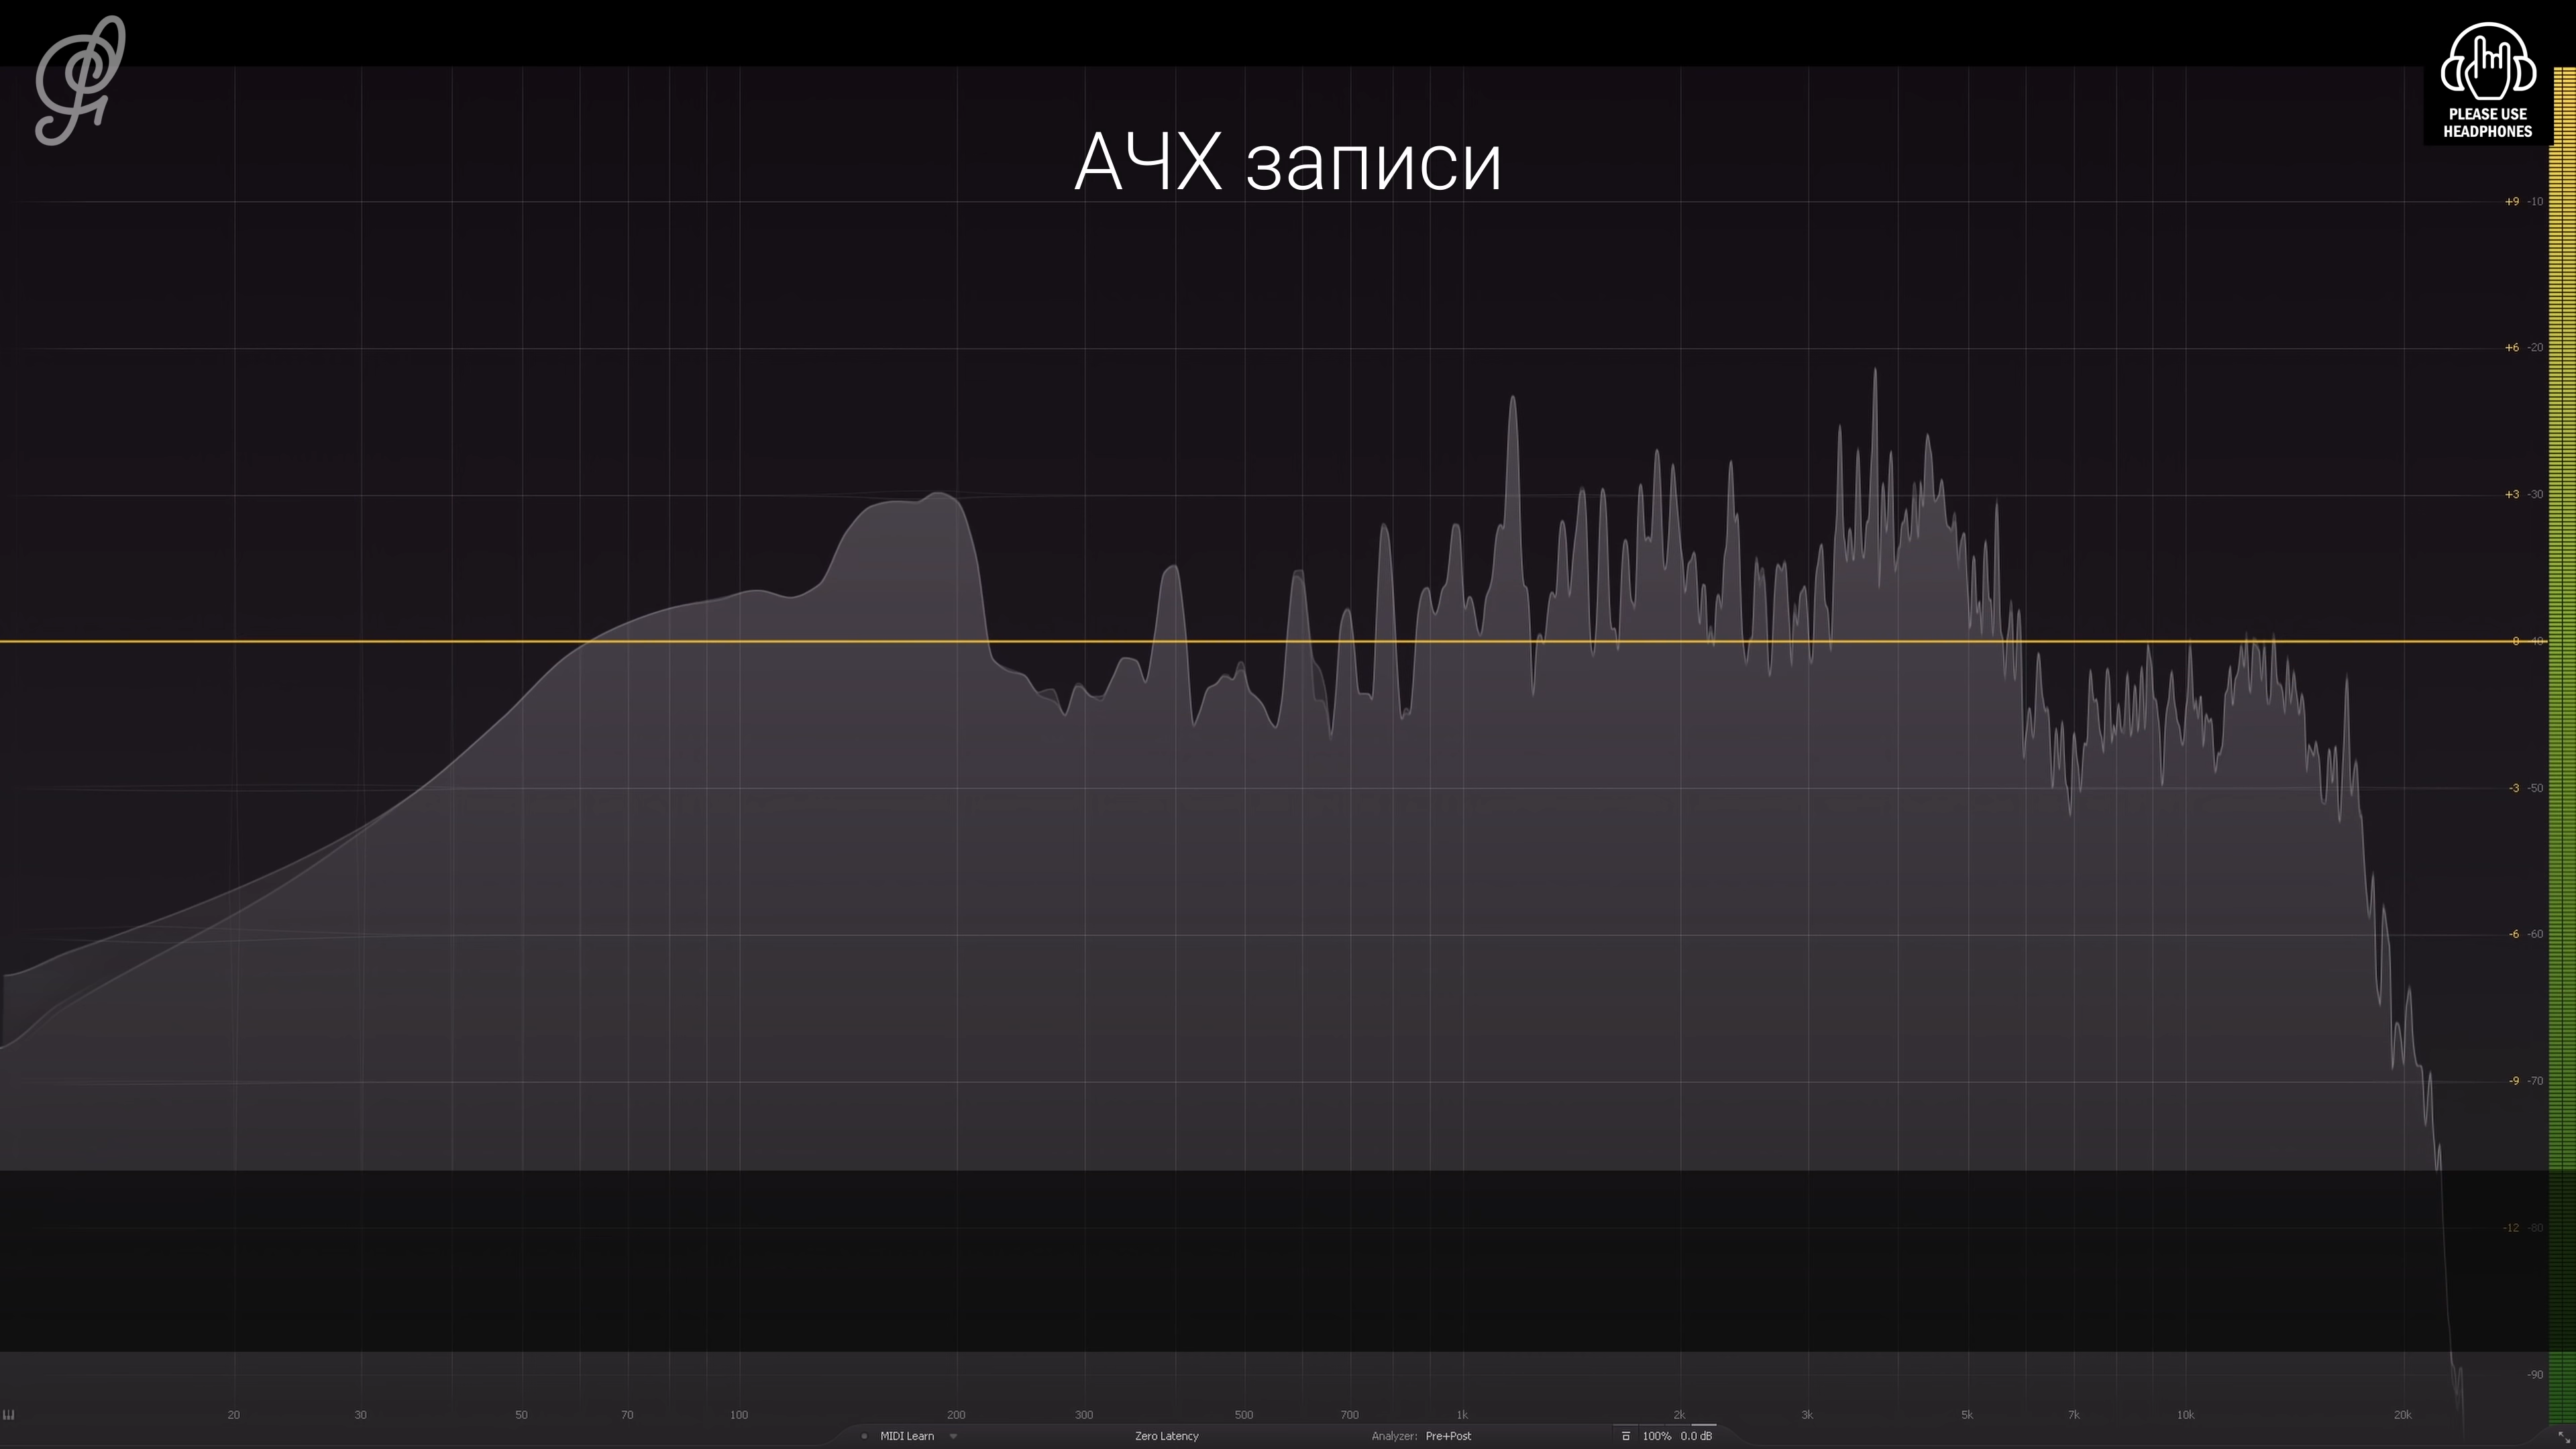 PLEASE USE
HEADPHONES
АЧХ записи
+9 -10
+6 -20
+3 -30
0 -40
-3 -50
-6 -60
-9 -70
-12 -80
-90
20 30 50 70 100 200 300 500 700 1k 2k 3k 5k 7k 10k 20k
MIDI Learn Zero Latency Analyzer: Pre+Post 100% 0.0 dB